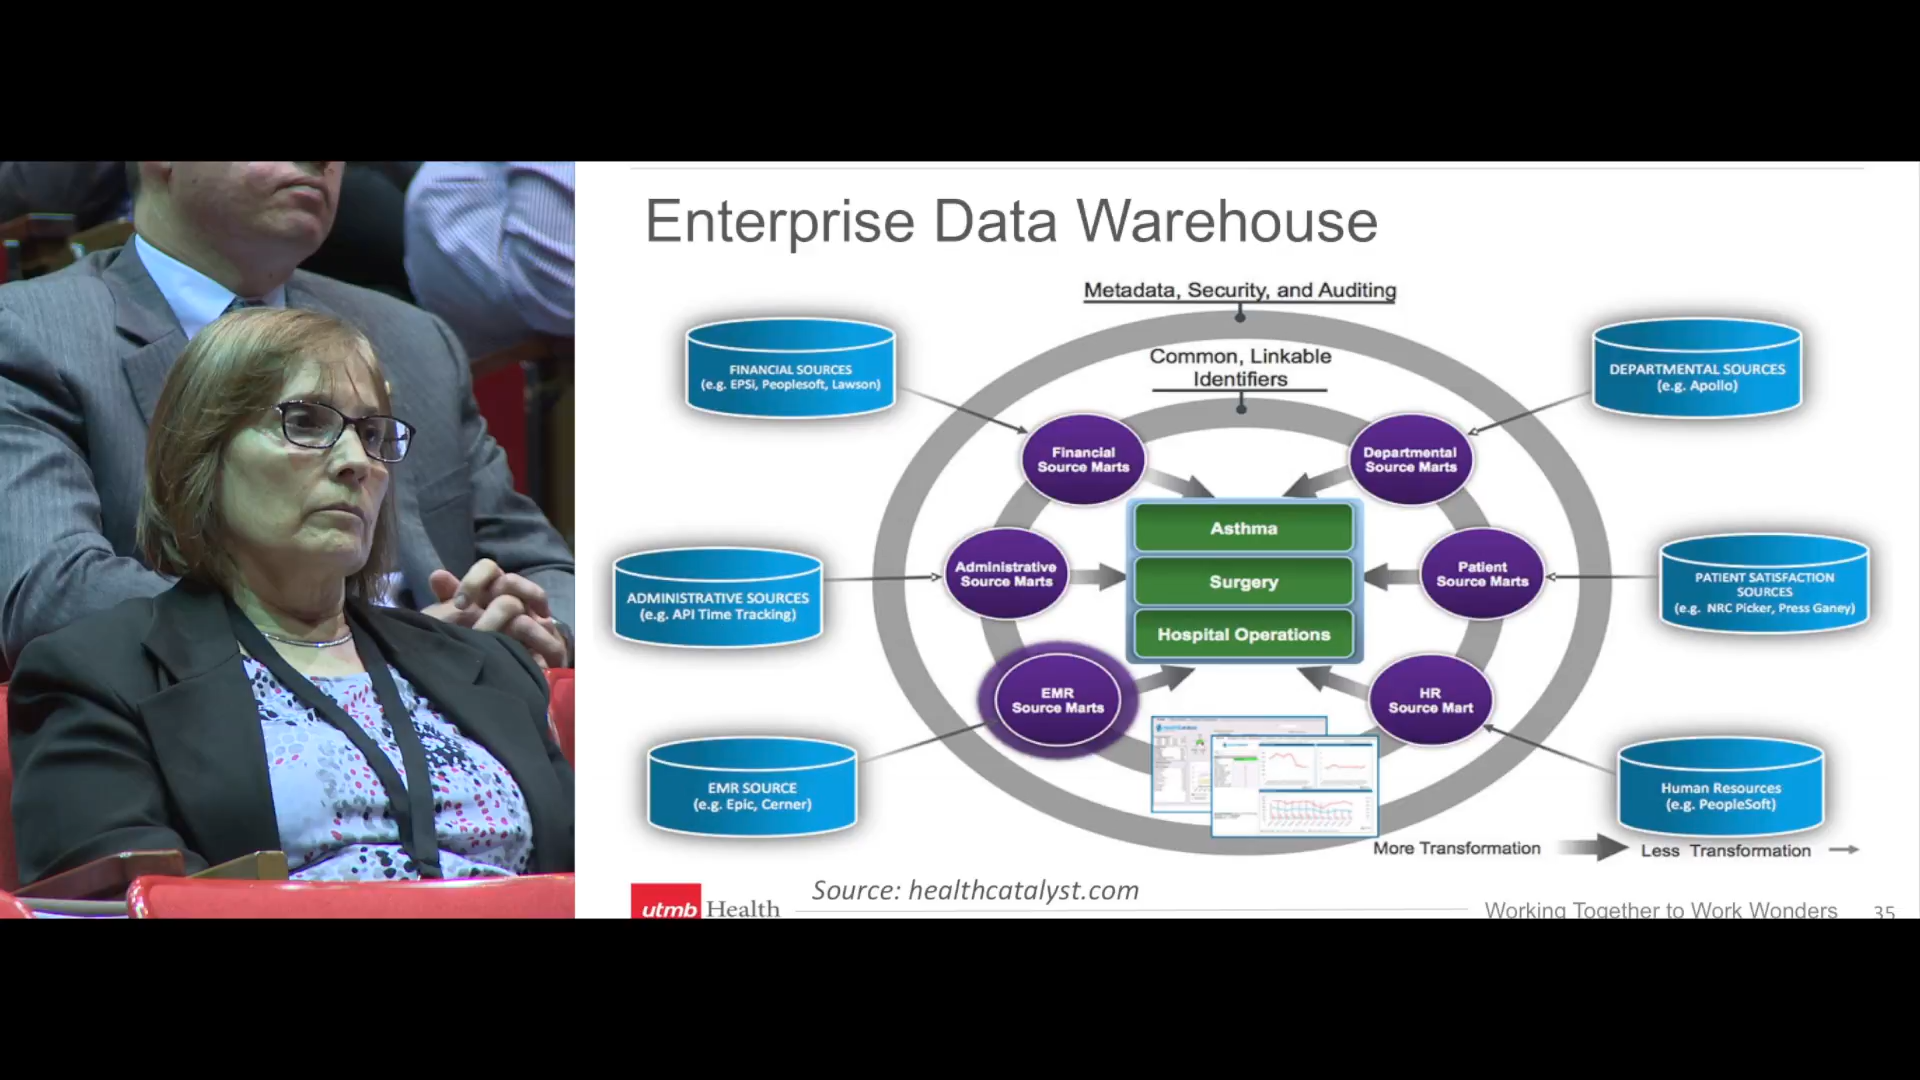 Enterprise Data Warehouse
Metadata, Security, and Auditing
Common, Linkable
Identifiers
FINANCIAL SOURCES
(e.g. EPSi, Peoplesoft, Lawson)
DEPARTMENTAL SOURCES
(e.g. Apollo)
Financial
Source Marts
Departmental
Source Marts
Asthma
Surgery
Hospital Operations
Administrative
Source Marts
Patient
Source Marts
ADMINISTRATIVE SOURCES
(e.g. API Time Tracking)
PATIENT SATISFACTION
SOURCES
(e.g. NRC Picker, Press Ganey)
EMR
Source Marts
HR
Source Mart
EMR SOURCE
(e.g. Epic, Cerner)
Human Resources
(e.g. PeopleSoft)
More Transformation
Less Transformation
Source: healthcatalyst.com
utmb Health
Working Together to Work Wonders
35